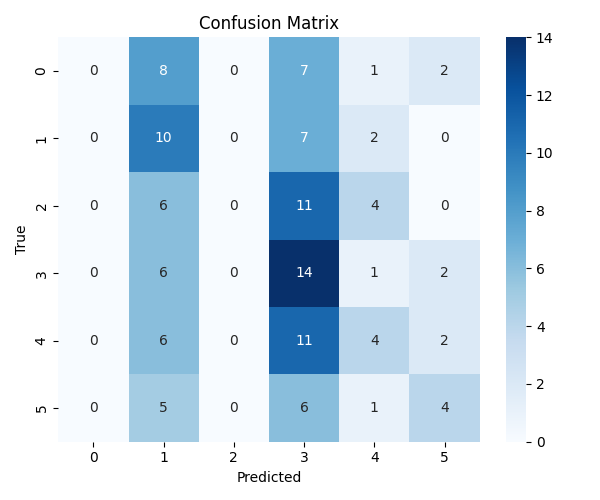 Confusion Matrix
0 0 8 0 7 1 2
1 0 10 0 7 2 0
2 0 6 0 11 4 0
3 0 6 0 14 1 2
4 0 6 0 11 4 2
5 0 5 0 6 1 4
0 1 2 3 4 5
True
Predicted
14
12
10
8
6
4
2
0